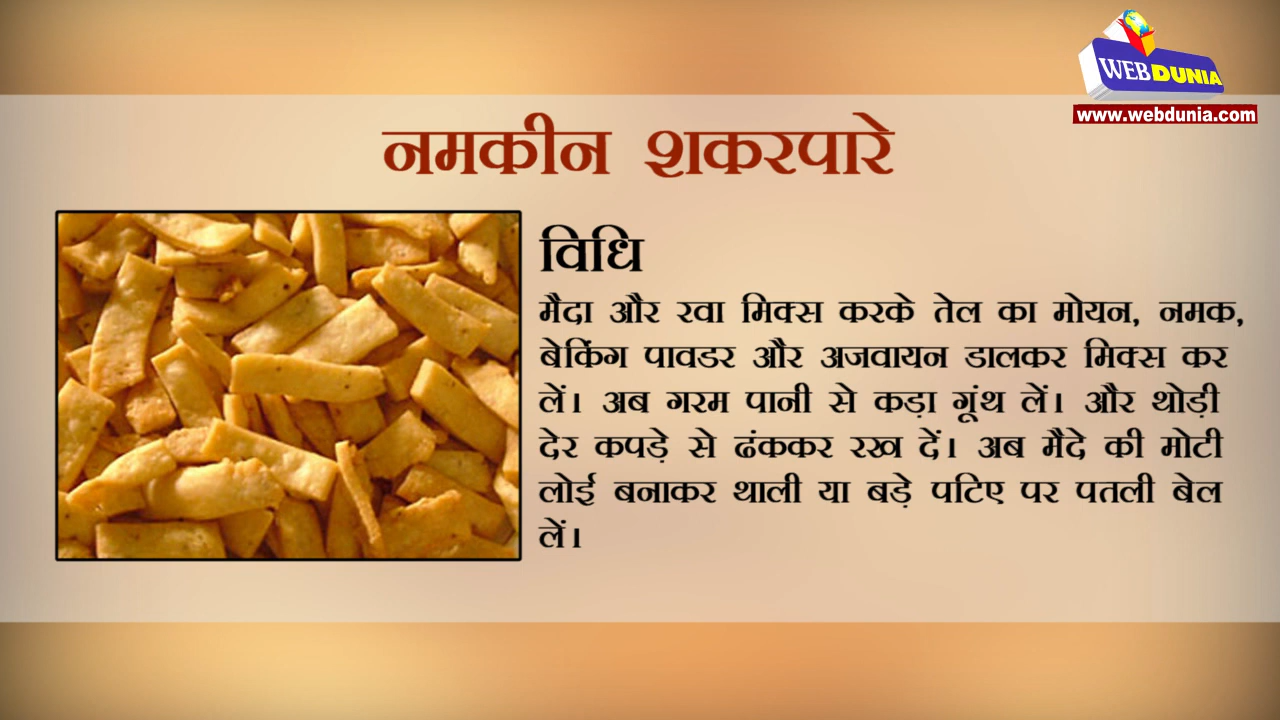 WEBDUNIA
www.webdunia.com
नमकीन शकरपारे
विधि
मैदा और रवा मिक्स करके तेल का मोयन, नमक,
बेकिंग पावडर और अजवायन डालकर मिक्स कर
लें। अब गरम पानी से कड़ा गूंथ लें। और थोड़ी
देर कपड़े से ढंककर रख दें। अब मैदे की मोटी
लोई बनाकर थाली या बड़े पटिए पर पतली बेल
लें।